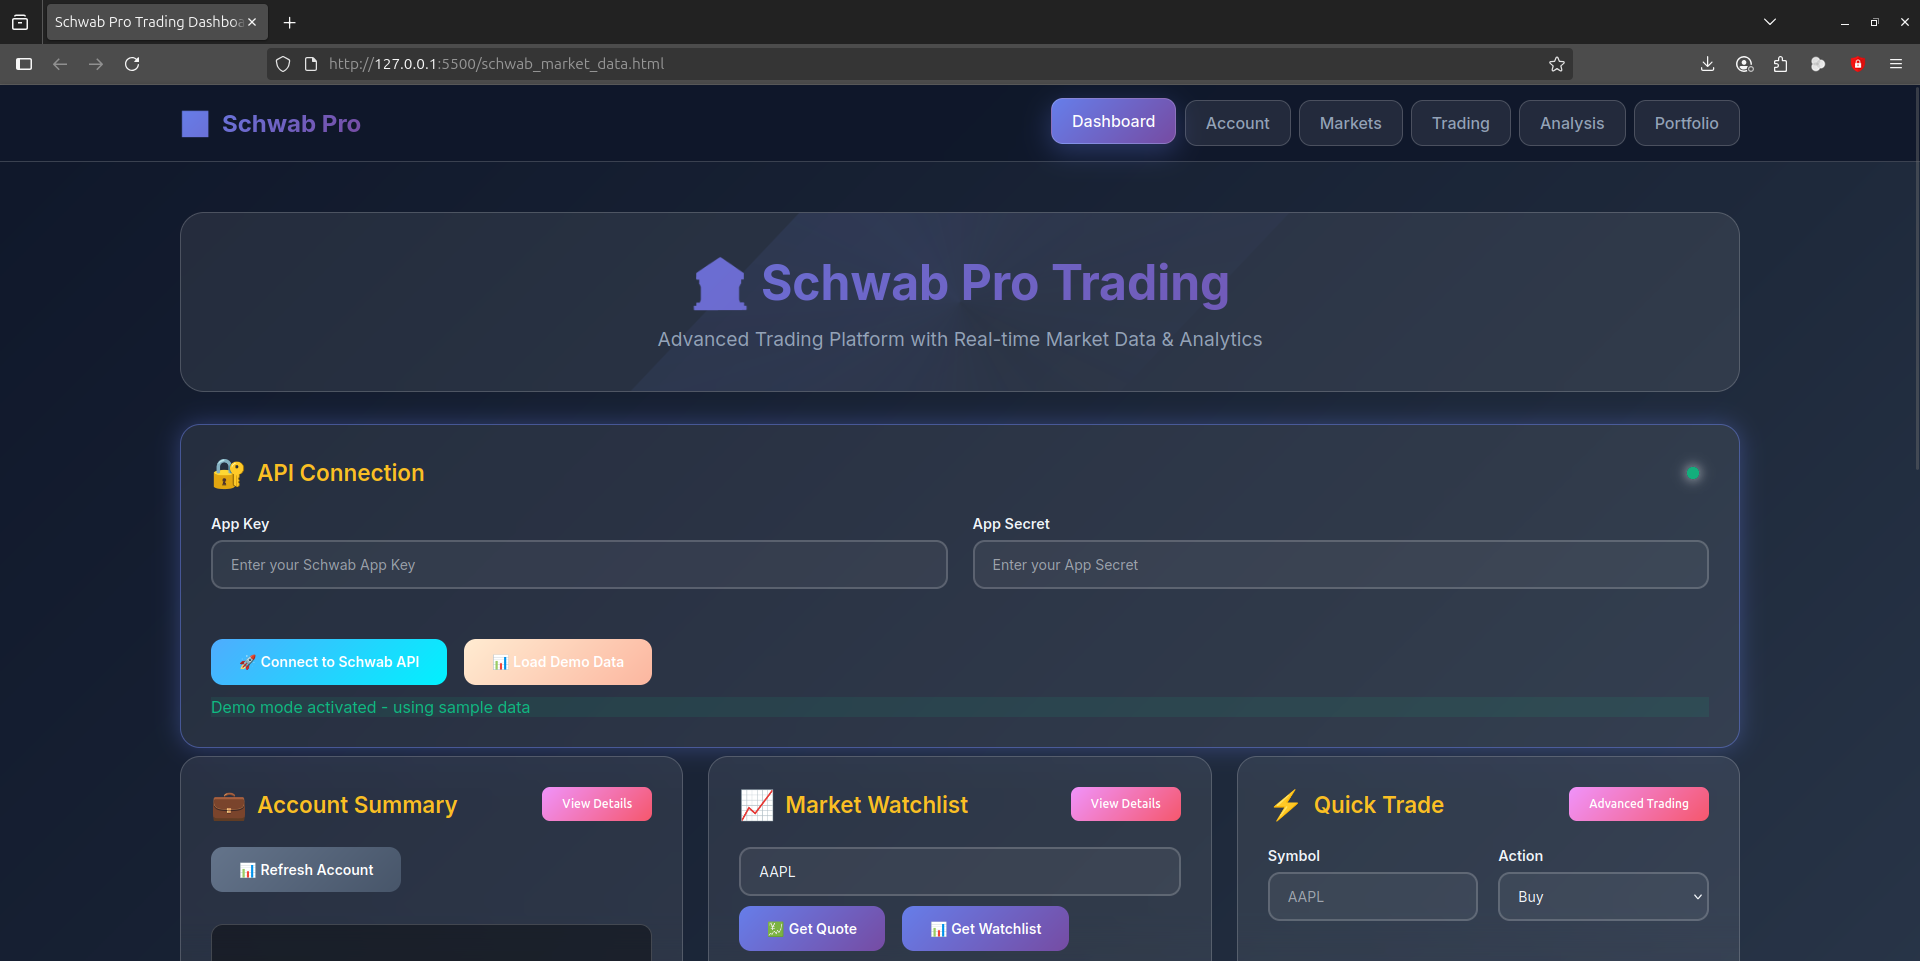 Schwab Pro Trading Dashboa
http://127.0.0.1:5500/schwab_market_data.html
Schwab Pro
Dashboard
Account
Markets
Trading
Analysis
Portfolio
Schwab Pro Trading
Advanced Trading Platform with Real-time Market Data & Analytics
API Connection
App Key
App Secret
Enter your Schwab App Key
Enter your App Secret
Connect to Schwab API
Load Demo Data
Demo mode activated - using sample data
Account Summary
View Details
Refresh Account
Market Watchlist
View Details
AAPL
Get Quote
Get Watchlist
Quick Trade
Advanced Trading
Symbol
Action
AAPL
Buy